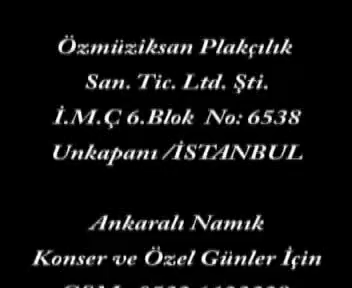 Özmüziksan Plakçılık
San. Tic. Ltd. Şti.
İ.M.Ç 6.Blok No: 6538
Unkapanı /İSTANBUL
Ankaralı Namık
Konser ve Özel Günler İçin